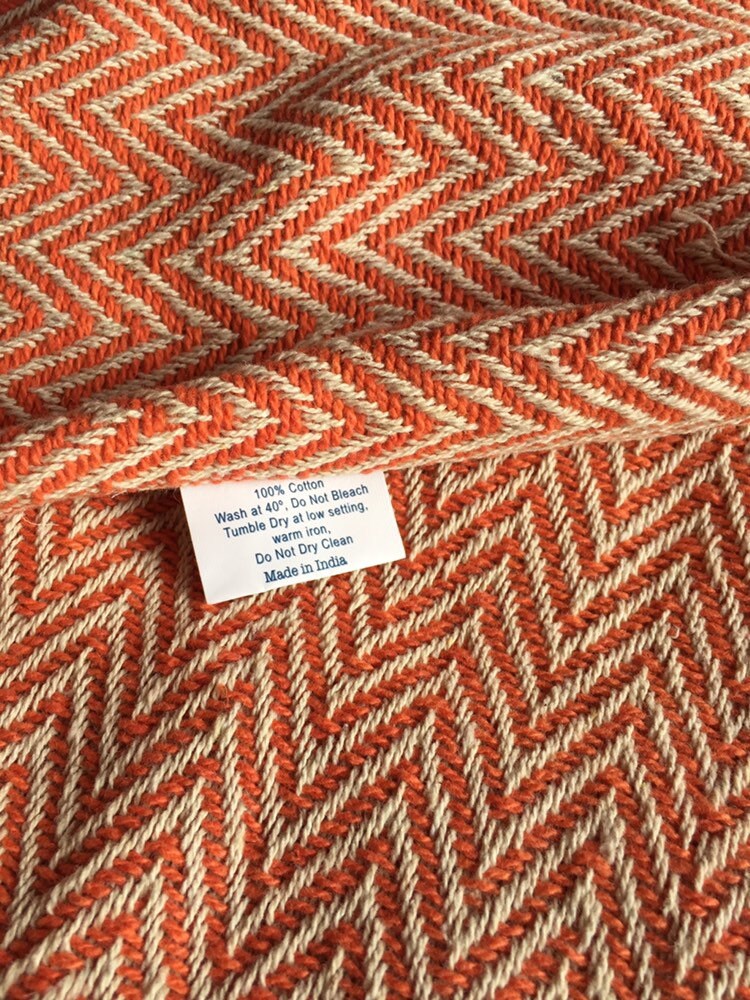 100% Cotton
Wash at 40°, Do Not Bleach
Tumble Dry at low setting,
warm iron,
Do Not Dry Clean
Made in India